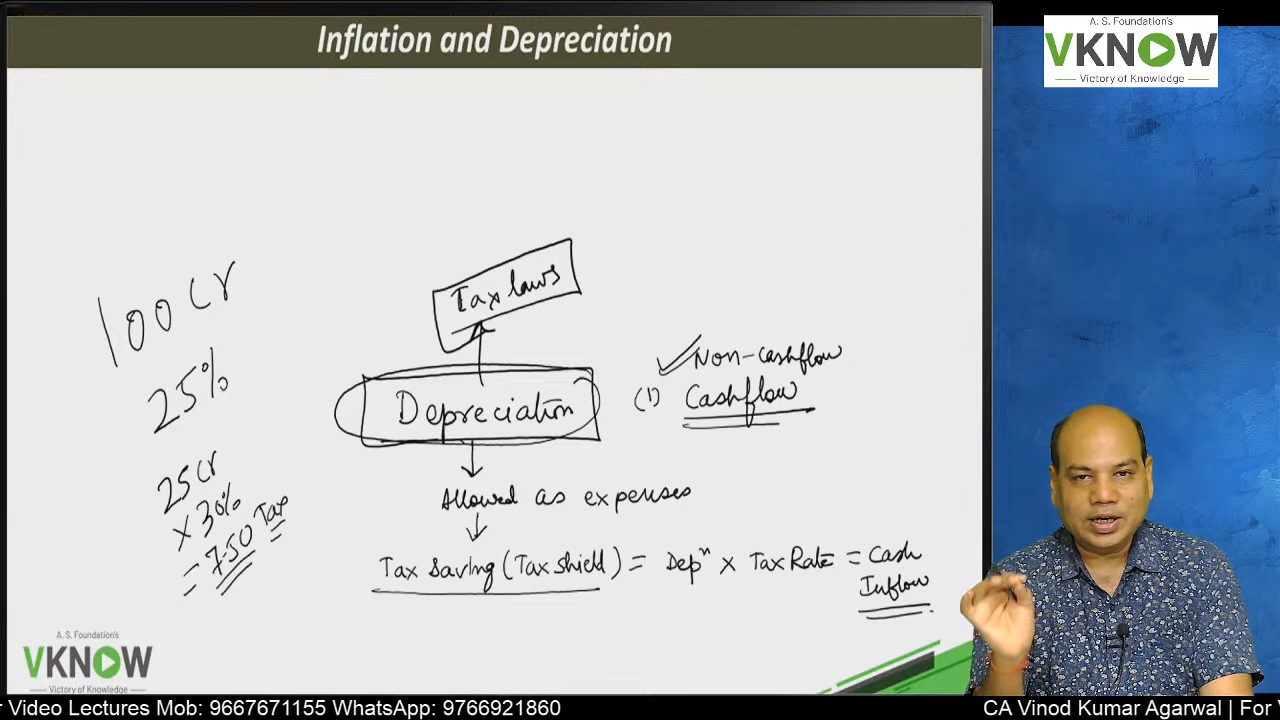 Inflation and Depreciation
A. S. Foundation's
VKNOW
Victory of Knowledge
100 Cr
25%
25 Cr
x 30%
= 7.50 Tax
Tax laws
Depreciation
Non-cashflow
(1) Cashflow
Allowed as expenses
Tax Saving (Tax shield) = Depⁿ x Tax Rate = Cash
Inflow
A. S. Foundation's
VKNOW
Victory of Knowledge
Video Lectures Mob: 9667671155 WhatsApp: 9766921860
CA Vinod Kumar Agarwal | For